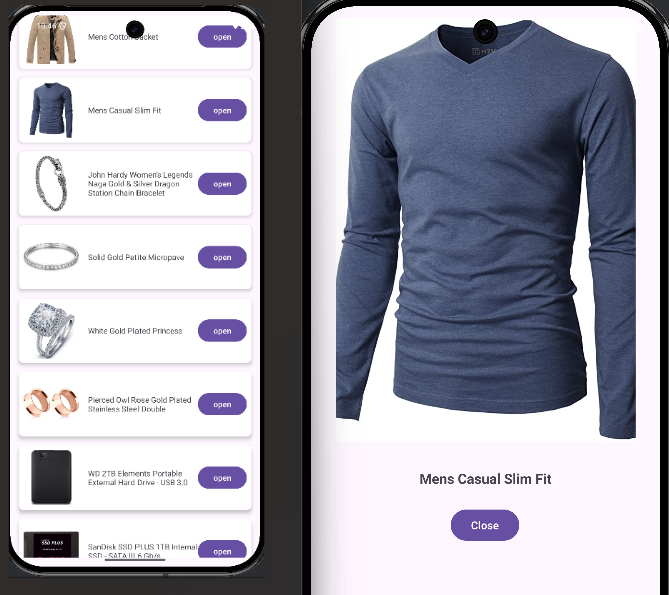 Mens Cotton Jacket
open
Mens Casual Slim Fit
open
John Hardy Women's Legends
Naga Gold & Silver Dragon
Station Chain Bracelet
open
Solid Gold Petite Micropave
open
White Gold Plated Princess
open
Pierced Owl Rose Gold Plated
Stainless Steel Double
open
WD 2TB Elements Portable
External Hard Drive - USB 3.0
open
SSD PLUS
SanDisk SSD PLUS 1TB Internal
SSD - SATA III 6 Gb/s
open
H2H
Mens Casual Slim Fit
Close